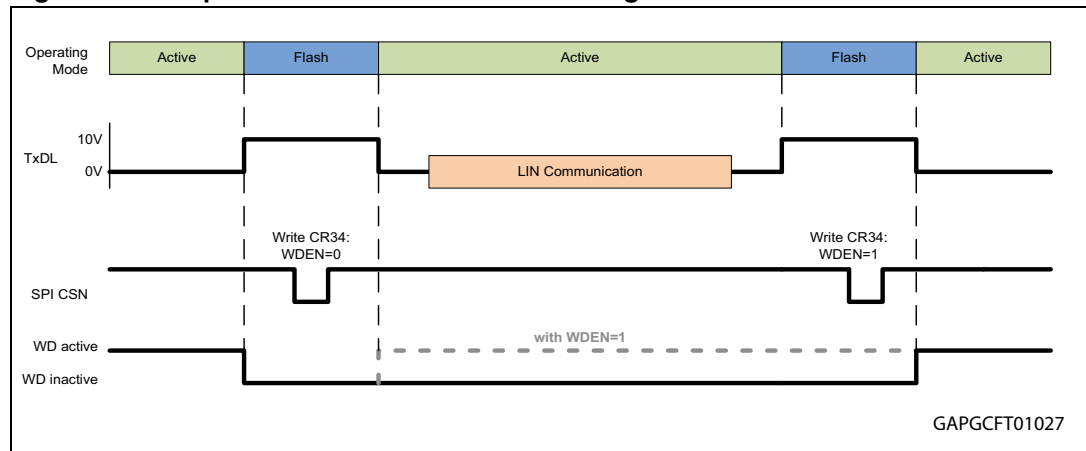 Operating
Mode
Active
Flash
Active
Flash
Active
10V
TxDL
0V
LIN Communication
Write CR34:
WDEN=0
Write CR34:
WDEN=1
SPI CSN
with WDEN=1
WD active
WD inactive
GAPGCFT01027